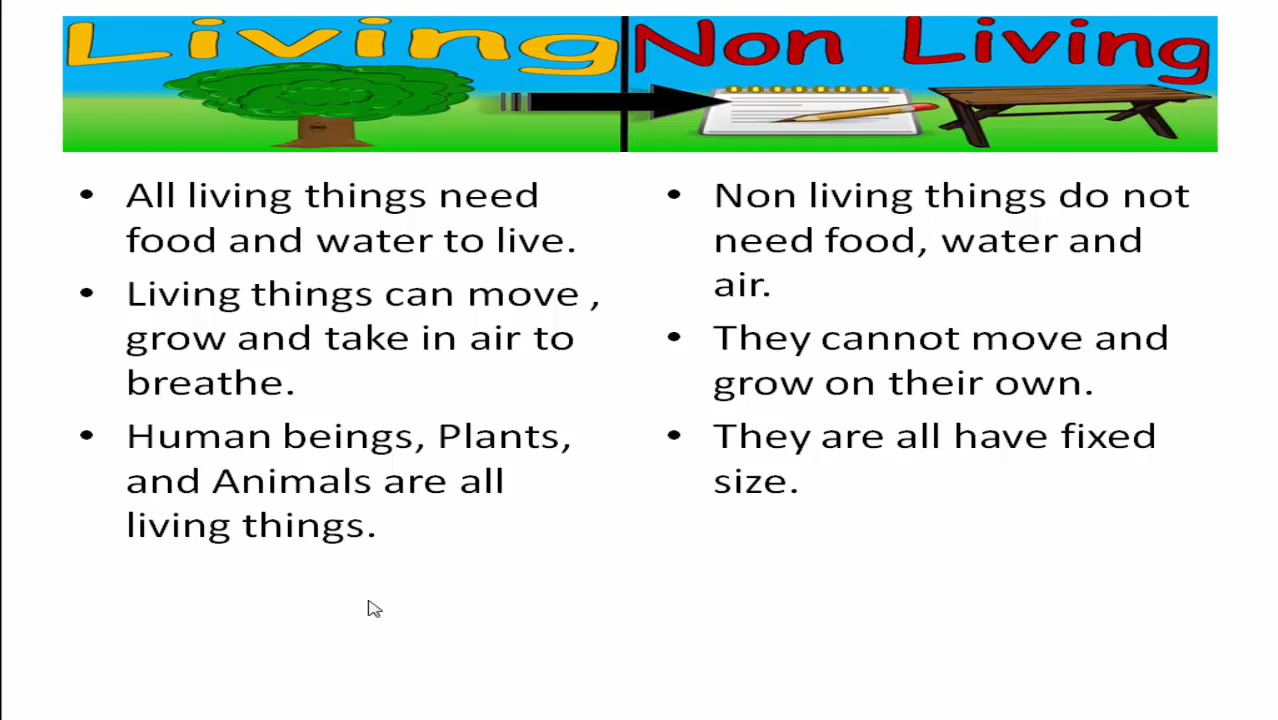 Living
Non Living
• All living things need
food and water to live.
• Living things can move ,
grow and take in air to
breathe.
• Human beings, Plants,
and Animals are all
living things.
• Non living things do not
need food, water and
air.
• They cannot move and
grow on their own.
• They are all have fixed
size.